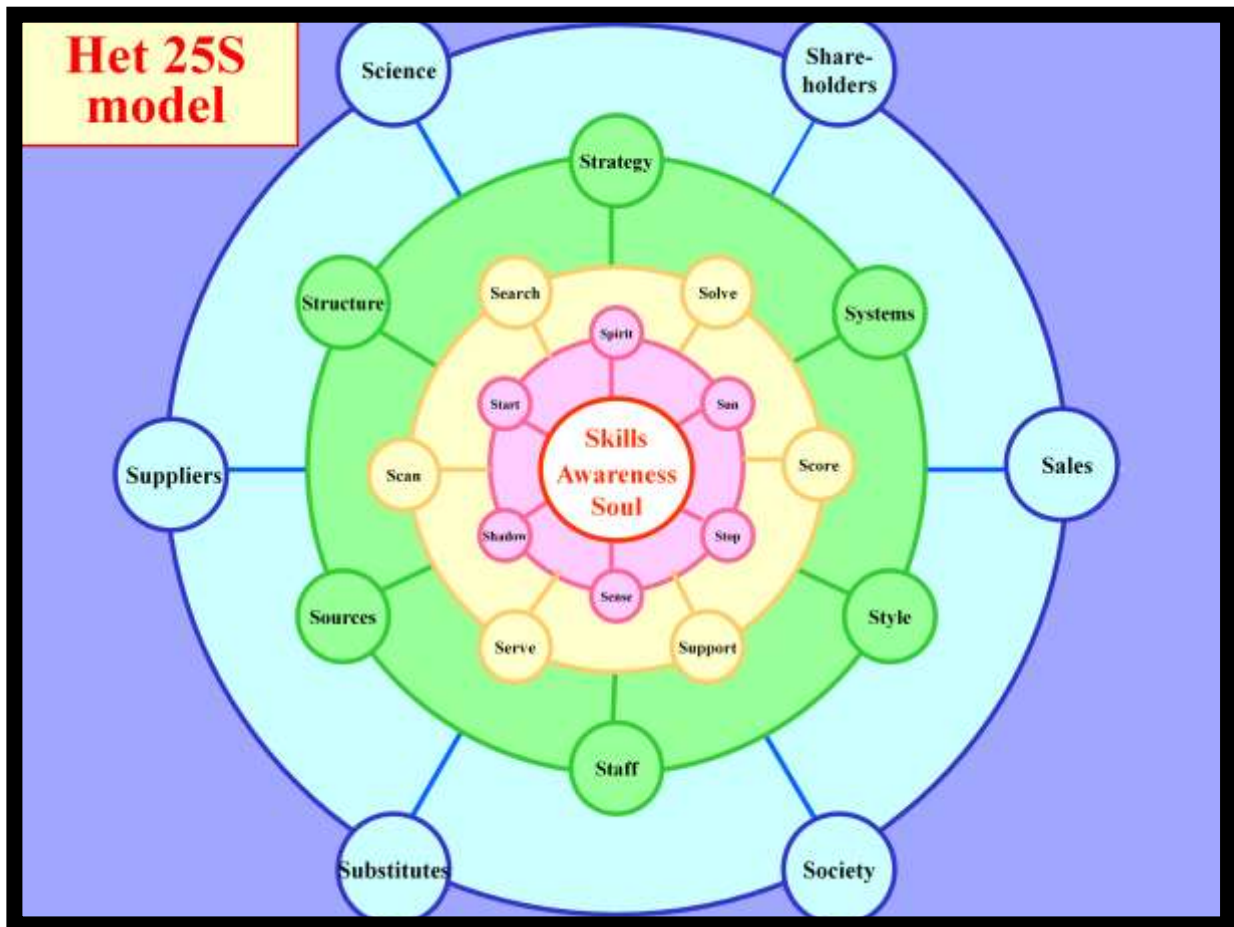 Het 25S
model
Science
Share-
holders
Strategy
Search
Solve
Structure
Systems
Spirit
Start
Sun
Skills
Awareness
Soul
Suppliers
Scan
Score
Sales
Shadow
Stop
Sense
Sources
Style
Serve
Support
Staff
Substitutes
Society